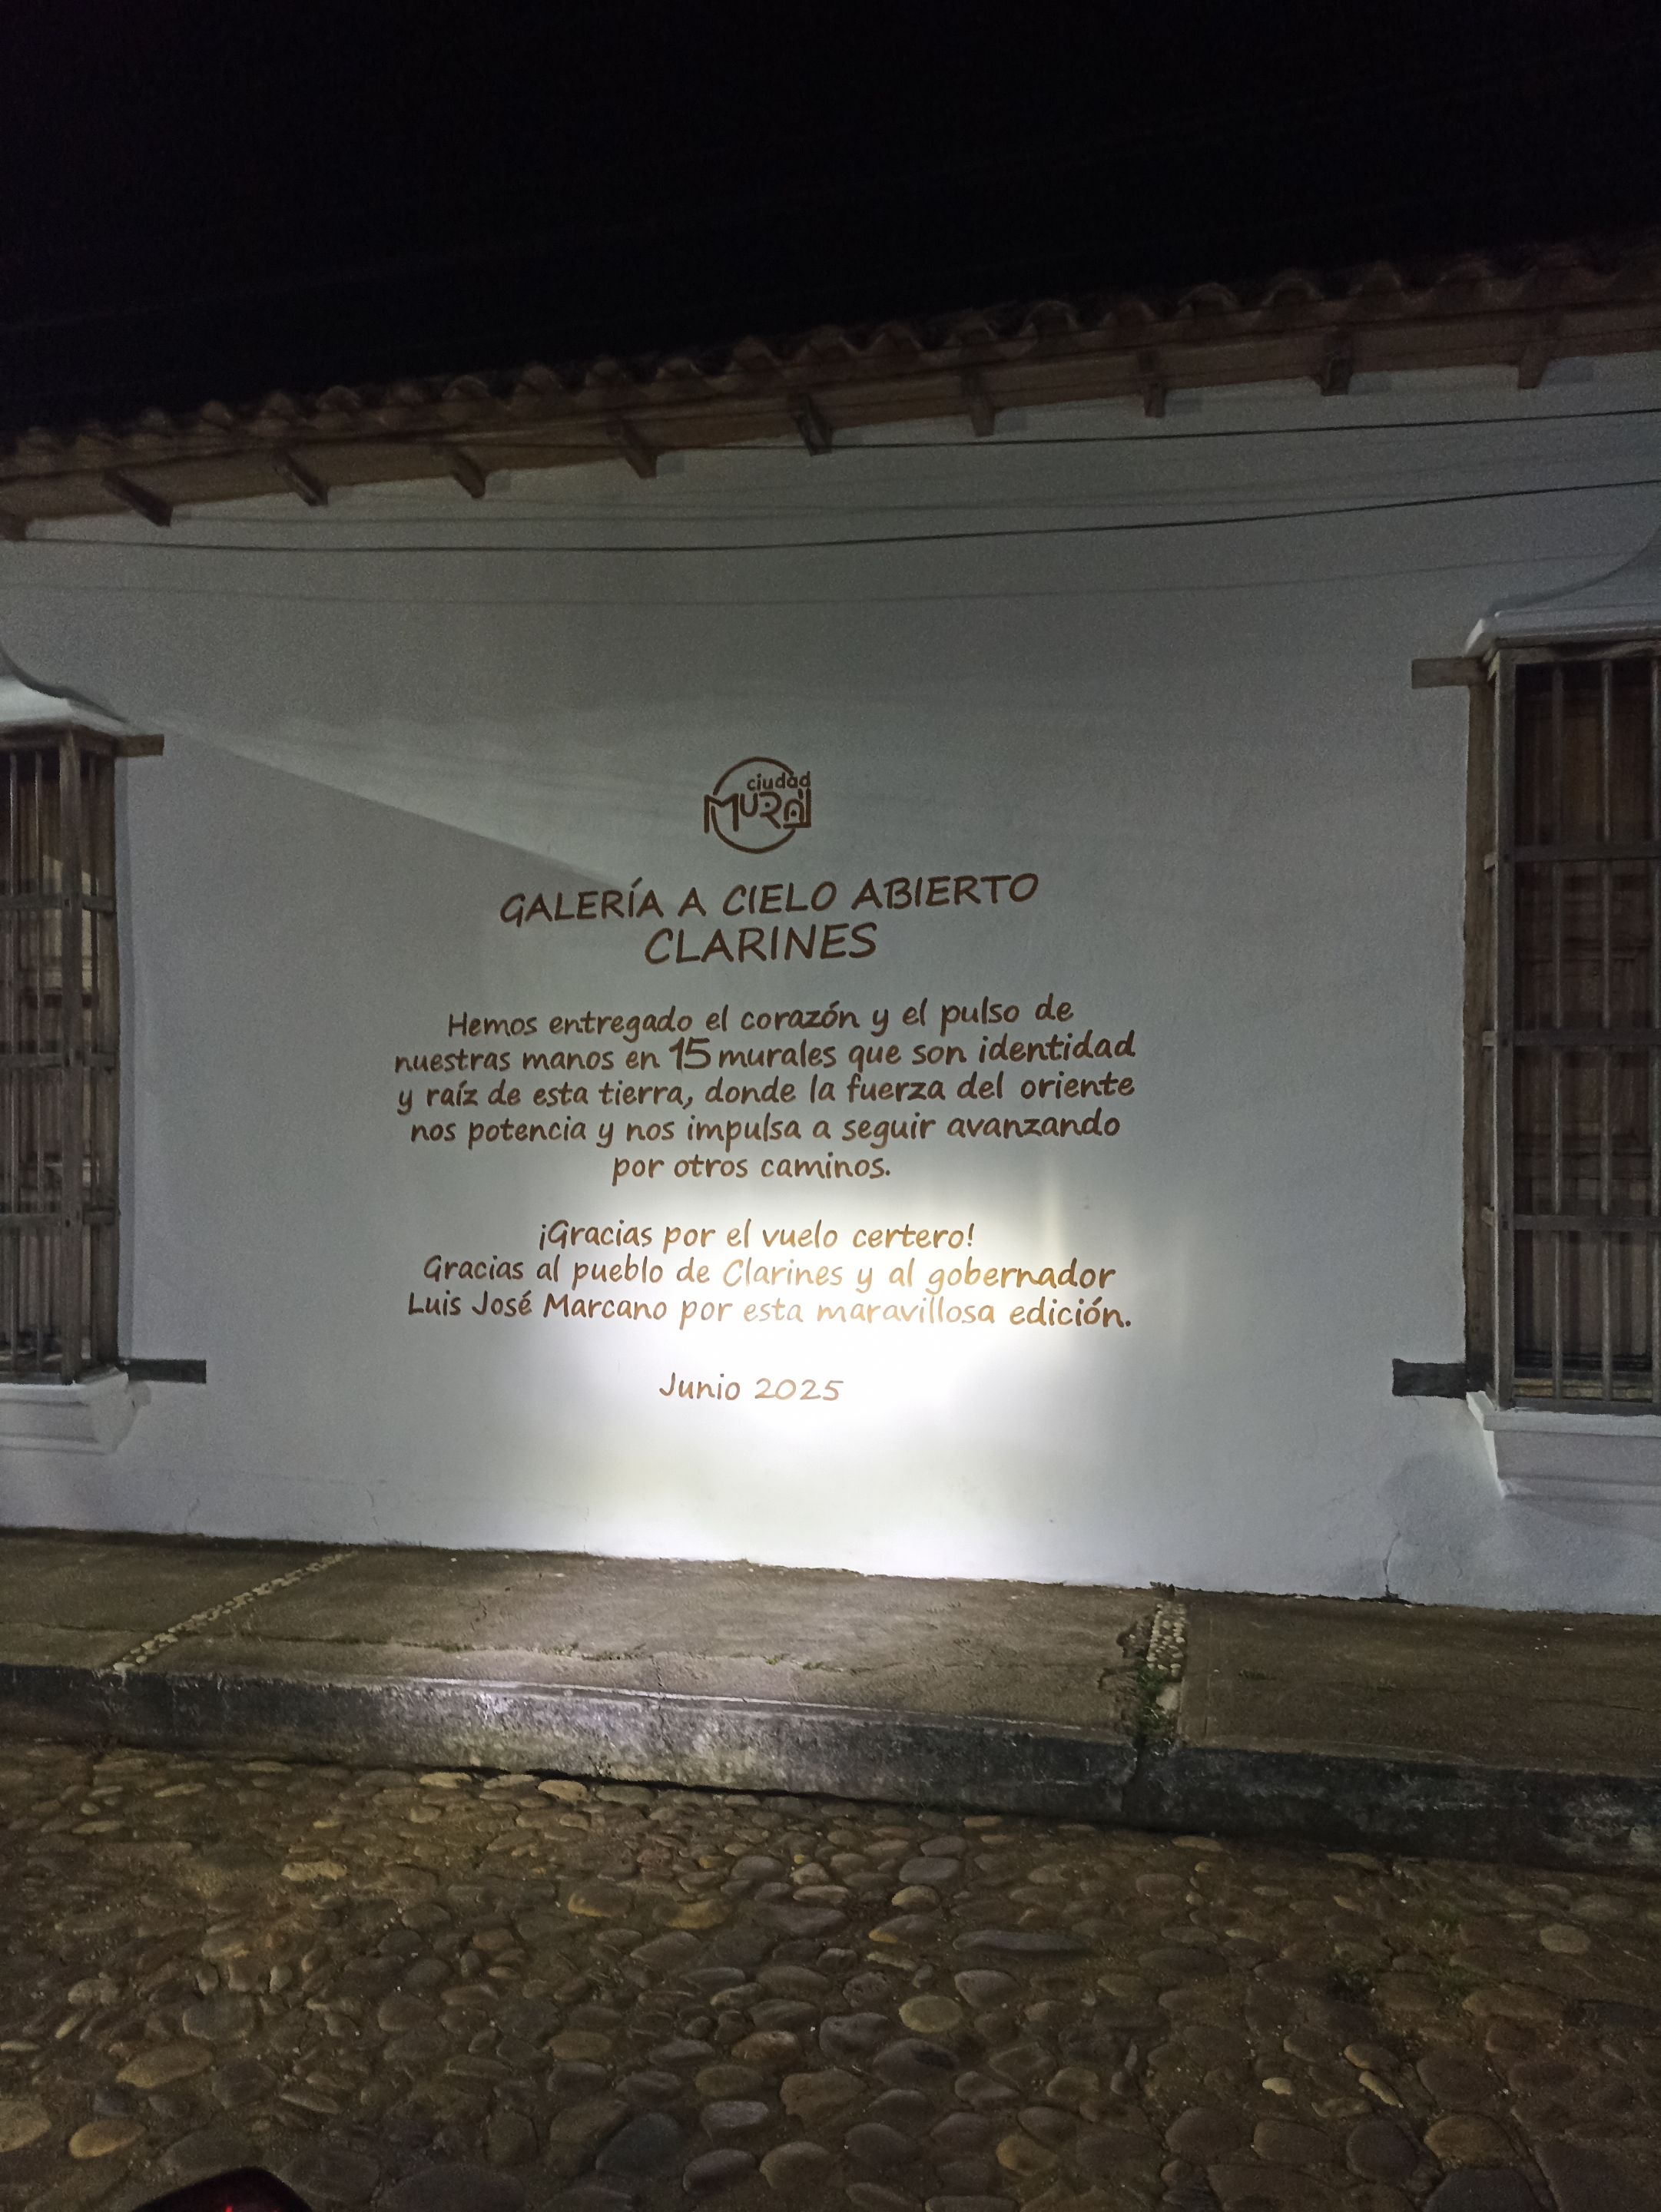 ciudad
MURal
GALERÍA A CIELO ABIERTO
CLARINES
Hemos entregado el corazón y el pulso de
nuestras manos en 15 murales que son identidad
y raíz de esta tierra, donde la fuerza del oriente
nos potencia y nos impulsa a seguir avanzando
por otros caminos.
¡Gracias por el vuelo certero!
Gracias al pueblo de Clarines y al gobernador
Luis José Marcano por esta maravillosa edición.
Junio 2025